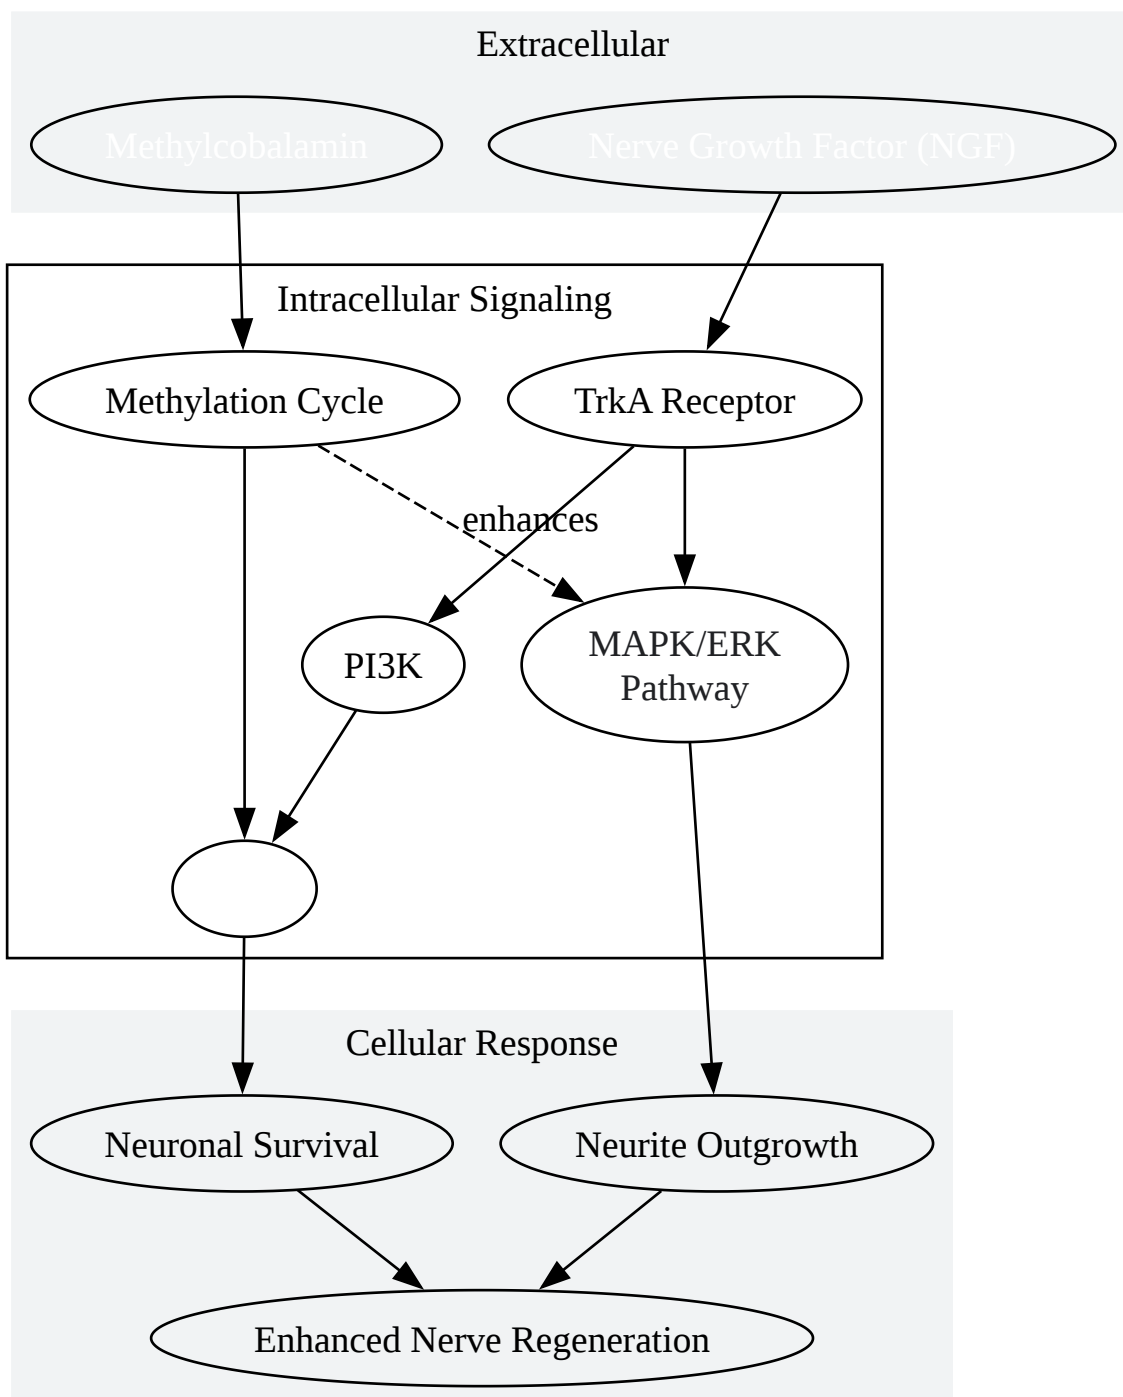 Extracellular
Methylcobalamin
Nerve Growth Factor (NGF)
Intracellular Signaling
Methylation Cycle
TrkA Receptor
enhances
PI3K
MAPK/ERK
Pathway
Cellular Response
Neuronal Survival
Neurite Outgrowth
Enhanced Nerve Regeneration